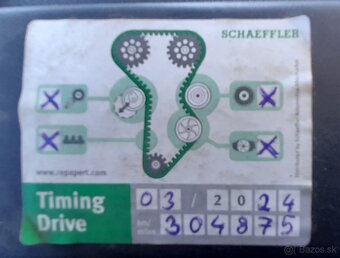 SCHAEFFLER
X
X
X
X
www.repxpert.com
Timing Drive
03/2024
km/miles
304875
©Bazos.sk